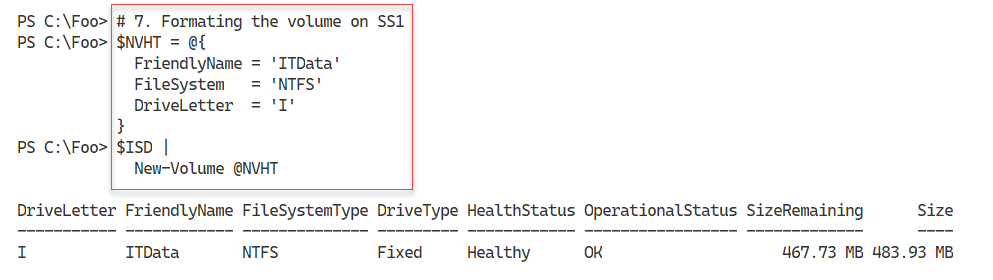 PS C:\Foo> # 7. Formating the volume on SS1
PS C:\Foo> $NVHT = @{
  FriendlyName = 'ITData'
  FileSystem   = 'NTFS'
  DriveLetter  = 'I'
}
PS C:\Foo> $ISD |
  New-Volume @NVHT
DriveLetter FriendlyName FileSystemType DriveType HealthStatus OperationalStatus SizeRemaining      Size
----------- ------------ -------------- --------- ------------ ----------------- -------------      ----
I           ITData       NTFS           Fixed     Healthy      OK                    467.73 MB 483.93 MB